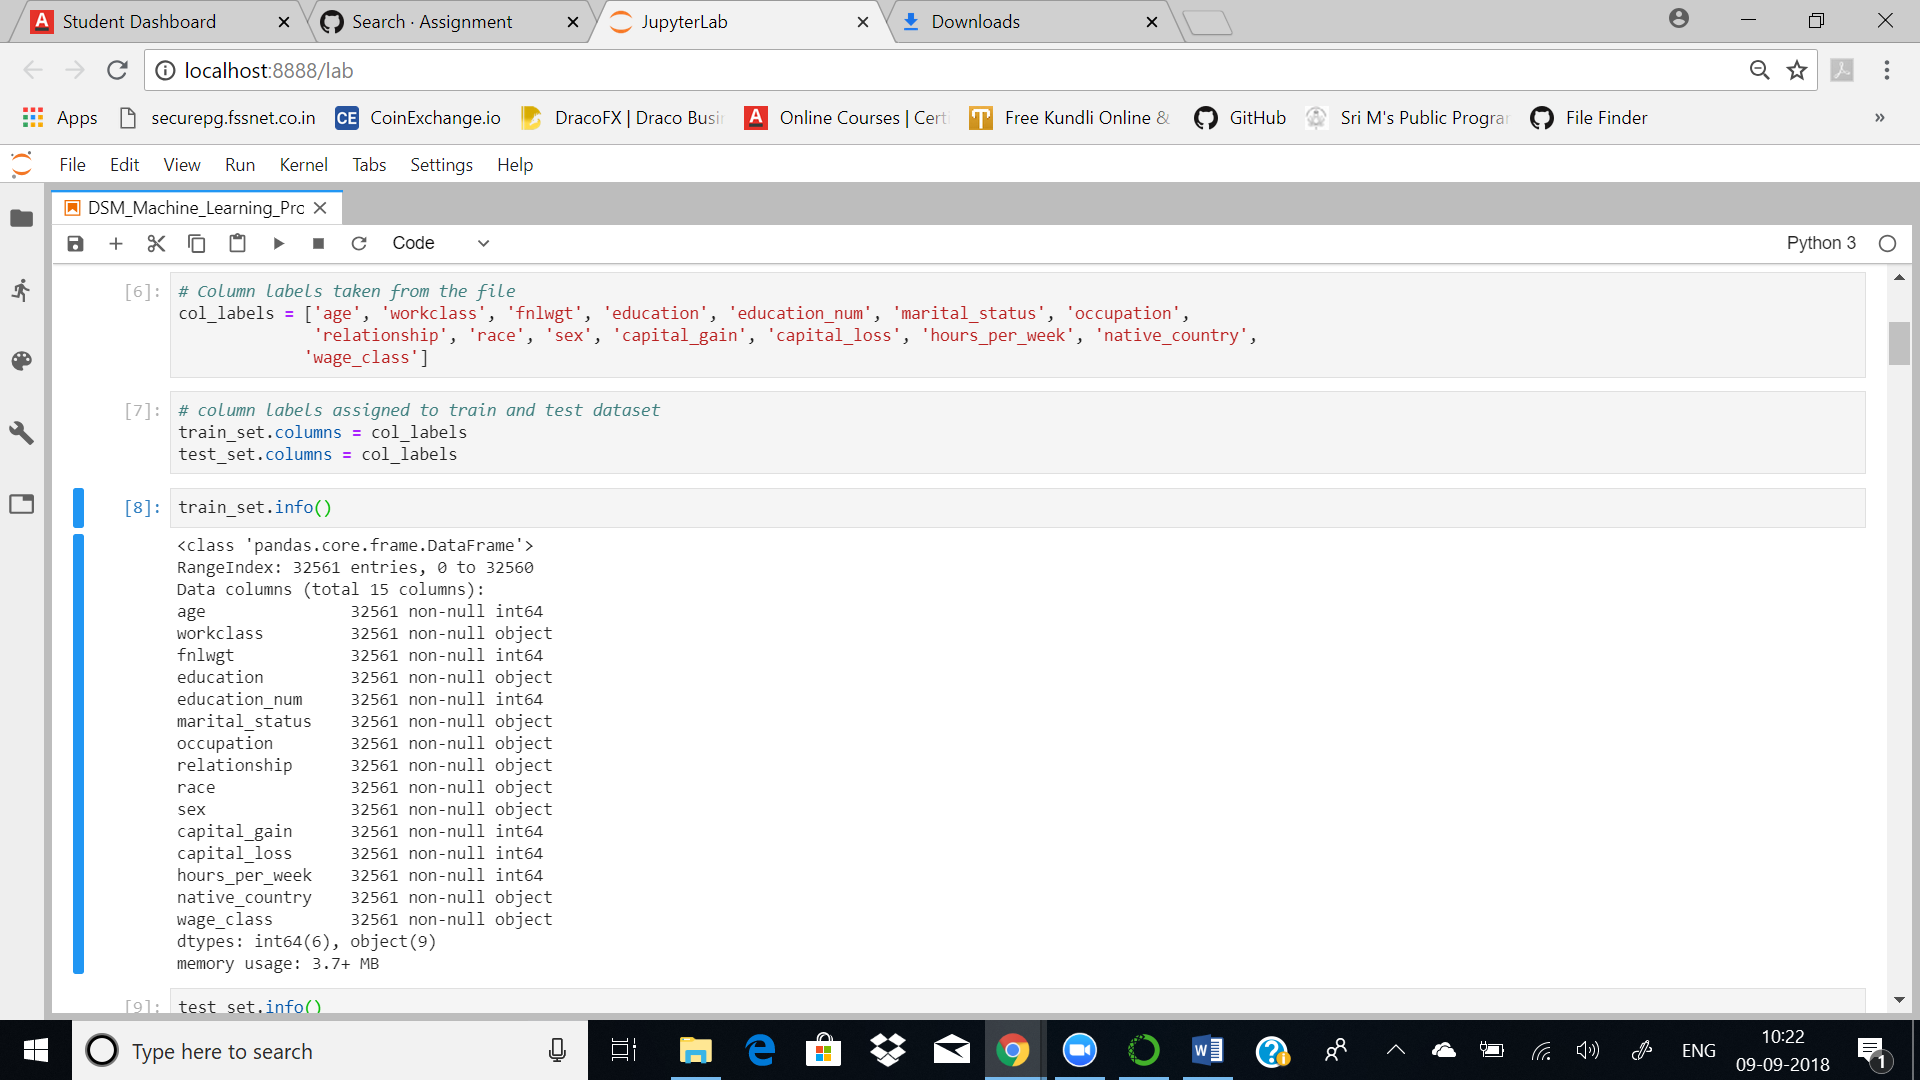 Student Dashboard
Search · Assignment
JupyterLab
Downloads
localhost:8888/lab
Apps
securepg.fssnet.co.in
CE CoinExchange.io
DracoFX | Draco Busi
Online Courses | Cert
Free Kundli Online &
GitHub
Sri M's Public Progra
File Finder
»
File Edit View Run Kernel Tabs Settings Help
DSM_Machine_Learning_Prc
Code
Python 3
[6]: # Column labels taken from the file
col_labels = ['age', 'workclass', 'fnlwgt', 'education', 'education_num', 'marital_status', 'occupation',
'relationship', 'race', 'sex', 'capital_gain', 'capital_loss', 'hours_per_week', 'native_country',
'wage_class']
[7]: # column labels assigned to train and test dataset
train_set.columns = col_labels
test_set.columns = col_labels
[8]: train_set.info()
<class 'pandas.core.frame.DataFrame'>
RangeIndex: 32561 entries, 0 to 32560
Data columns (total 15 columns):
age 32561 non-null int64
workclass 32561 non-null object
fnlwgt 32561 non-null int64
education 32561 non-null object
education_num 32561 non-null int64
marital_status 32561 non-null object
occupation 32561 non-null object
relationship 32561 non-null object
race 32561 non-null object
sex 32561 non-null object
capital_gain 32561 non-null int64
capital_loss 32561 non-null int64
hours_per_week 32561 non-null int64
native_country 32561 non-null object
wage_class 32561 non-null object
dtypes: int64(6), object(9)
memory usage: 3.7+ MB
[9]: test_set.info()
Type here to search
ENG
10:22
09-09-2018
1